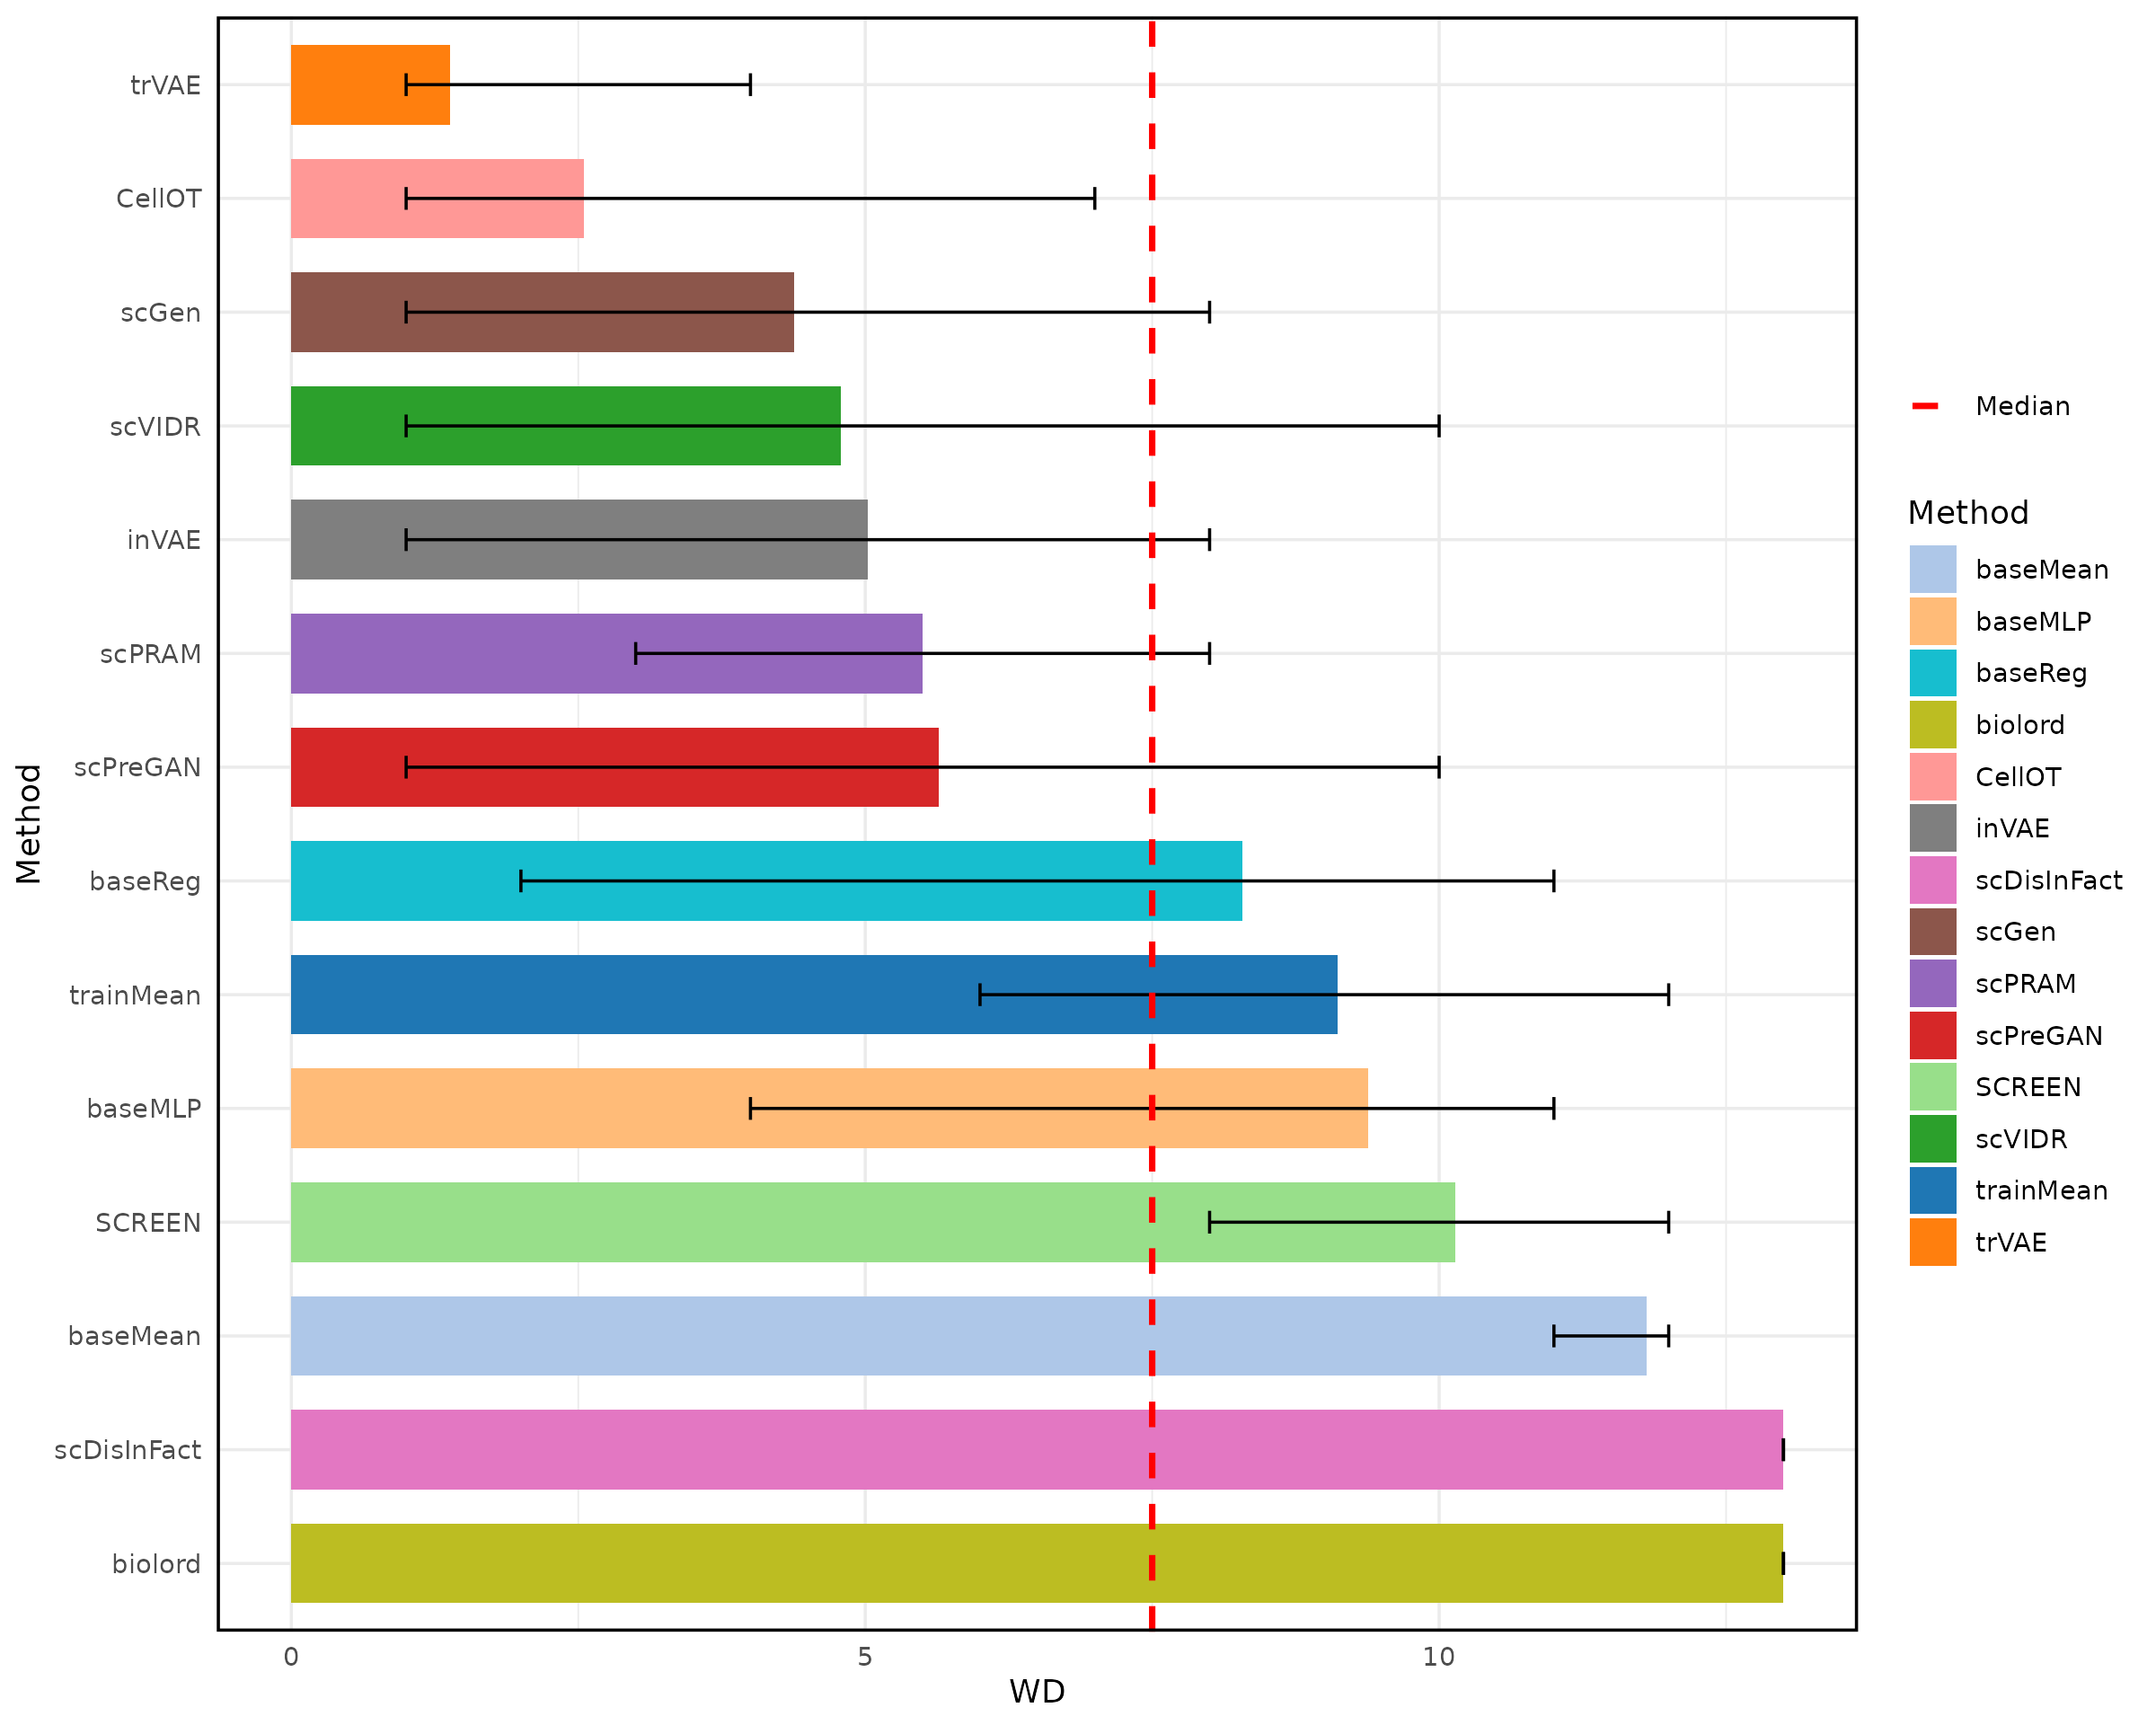 trVAE
CellOT
scGen
scVIDR
inVAE
scPRAM
scPreGAN
baseReg
trainMean
baseMLP
SCREEN
baseMean
scDisInFact
biolord
Method
0 5 10
WD
Median
Method
baseMean
baseMLP
baseReg
biolord
CellOT
inVAE
scDisInFact
scGen
scPRAM
scPreGAN
SCREEN
scVIDR
trainMean
trVAE